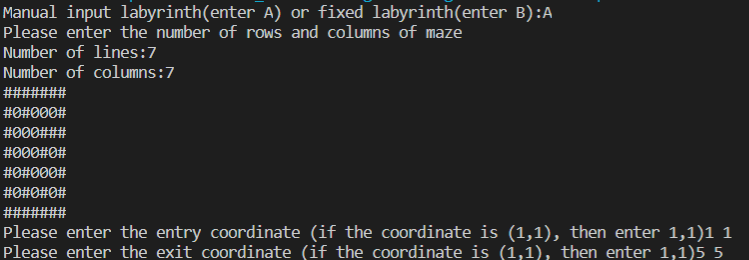 Manual input labyrinth(enter A) or fixed labyrinth(enter B):A
Please enter the number of rows and columns of maze
Number of lines:7
Number of columns:7
#######
#0#000#
#000###
#000#0#
#0#000#
#0#0#0#
#######
Please enter the entry coordinate (if the coordinate is (1,1), then enter 1,1)1 1
Please enter the exit coordinate (if the coordinate is (1,1), then enter 1,1)5 5